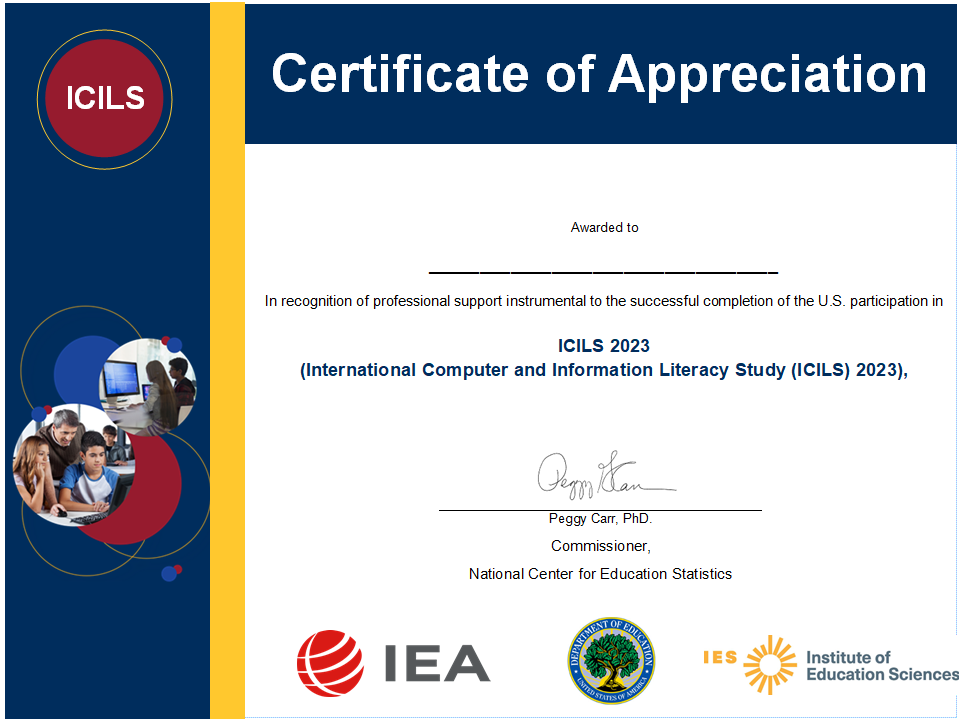 ICILS
Certificate of Appreciation
Awarded to
In recognition of professional support instrumental to the successful completion of the U.S. participation in
ICILS 2023
(International Computer and Information Literacy Study (ICILS) 2023),
Peggy Carr
Peggy Carr, PhD.
Commissioner,
National Center for Education Statistics
IEA
DEPARTMENT OF EDUCATION
UNITED STATES OF AMERICA
IES
Institute of
Education Sciences